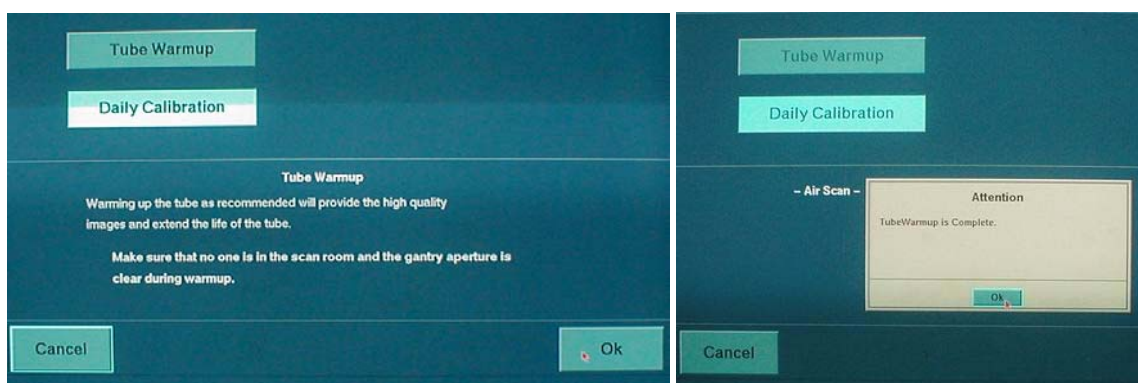 Tube Warmup
Daily Calibration
Tube Warmup
Warming up the tube as recommended will provide the high quality
images and extend the life of the tube.
Make sure that no one is in the scan room and the gantry aperture is
clear during warmup.
Cancel
Ok
Tube Warmup
Daily Calibration
– Air Scan –
Attention
TubeWarmup is Complete.
Ok
Cancel